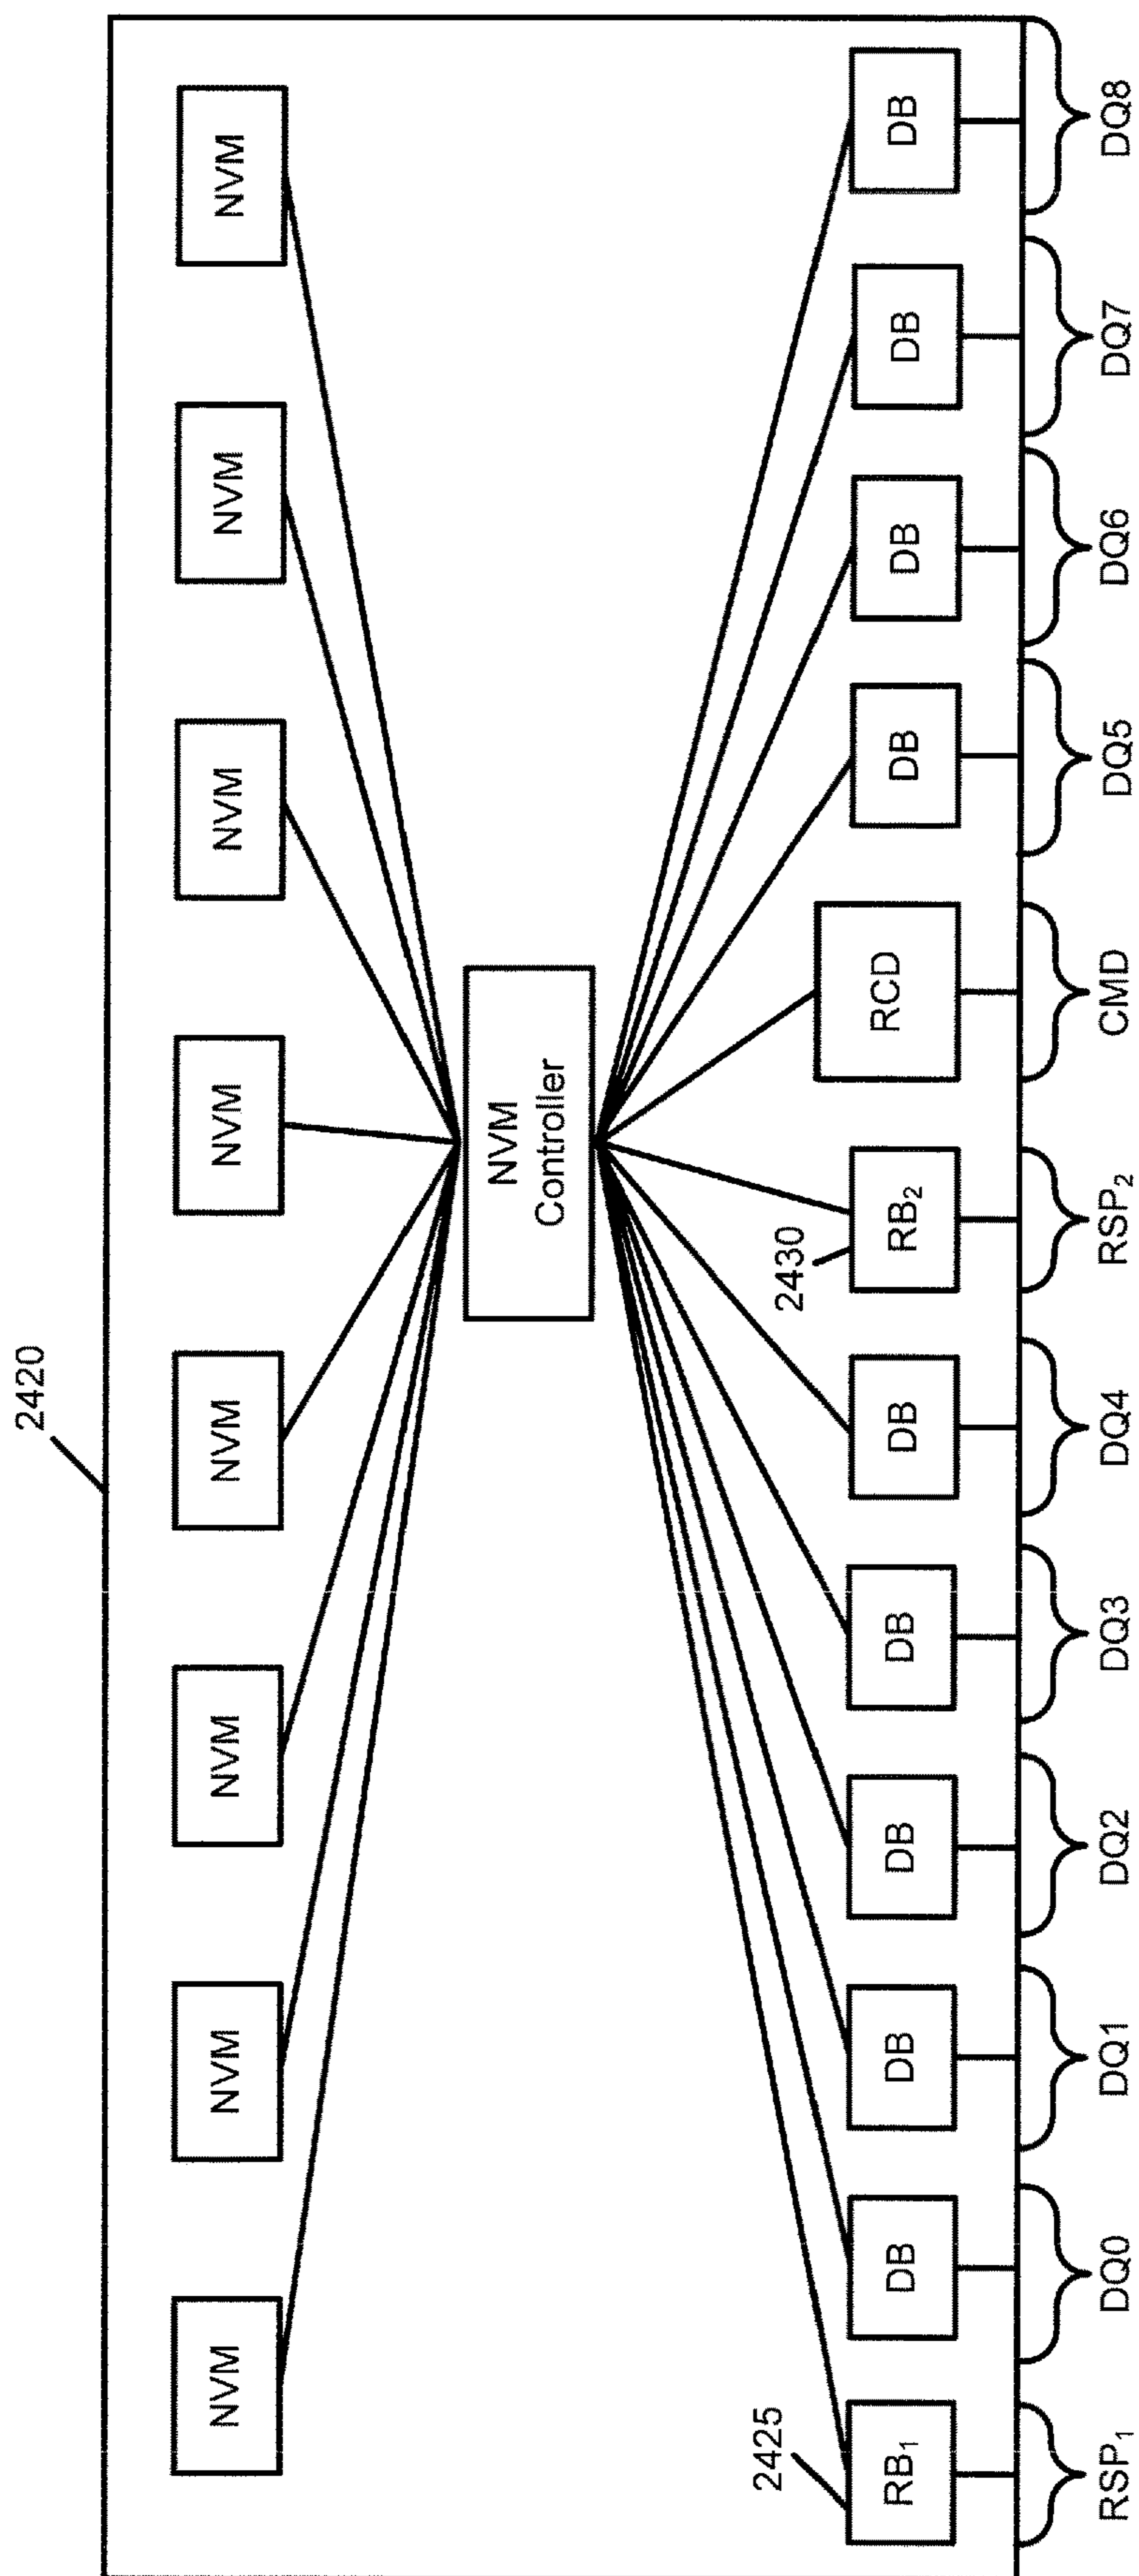 2420
NVM
NVM
NVM
NVM
NVM
NVM
NVM
NVM
NVM
Controller
2425
2430
RB₁
DB
DB
DB
DB
DB
RB₂
RCD
DB
DB
DB
DB
RSP₁
DQ0
DQ1
DQ2
DQ3
DQ4
RSP₂
CMD
DQ5
DQ6
DQ7
DQ8